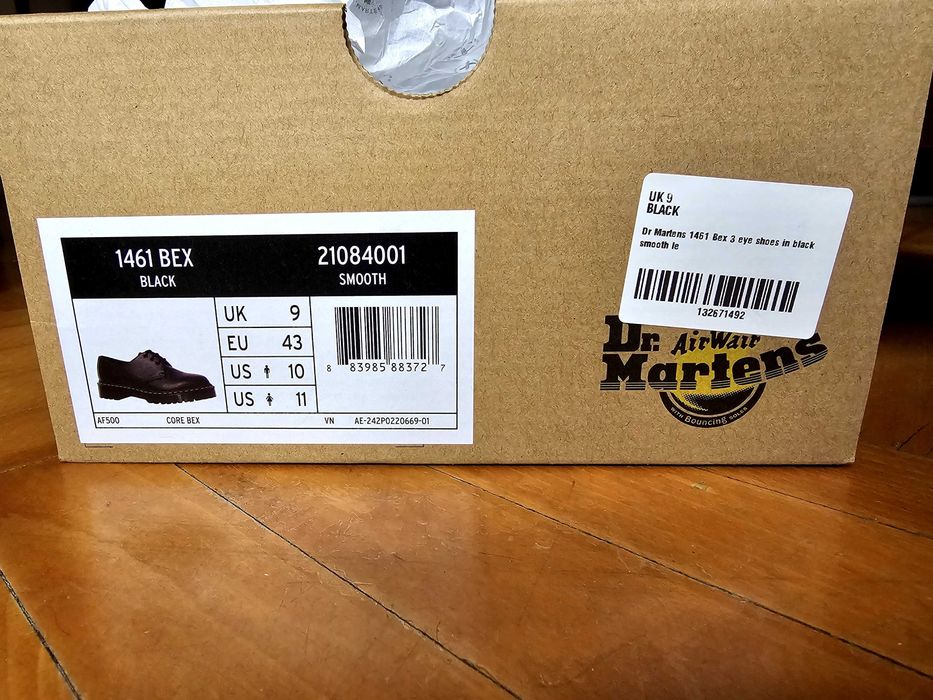 1461 BEX
BLACK
21084001
SMOOTH
UK 9
EU 43
US 10
US 11
8 83985 88372 7
AF500 CORE BEX VN AE-242P0220669-01
UK 9
BLACK
Dr Martens 1461 Bex 3 eye shoes in black
smooth le
132671492
Dr. AirWair
Martens
WITH Bouncing SOLES